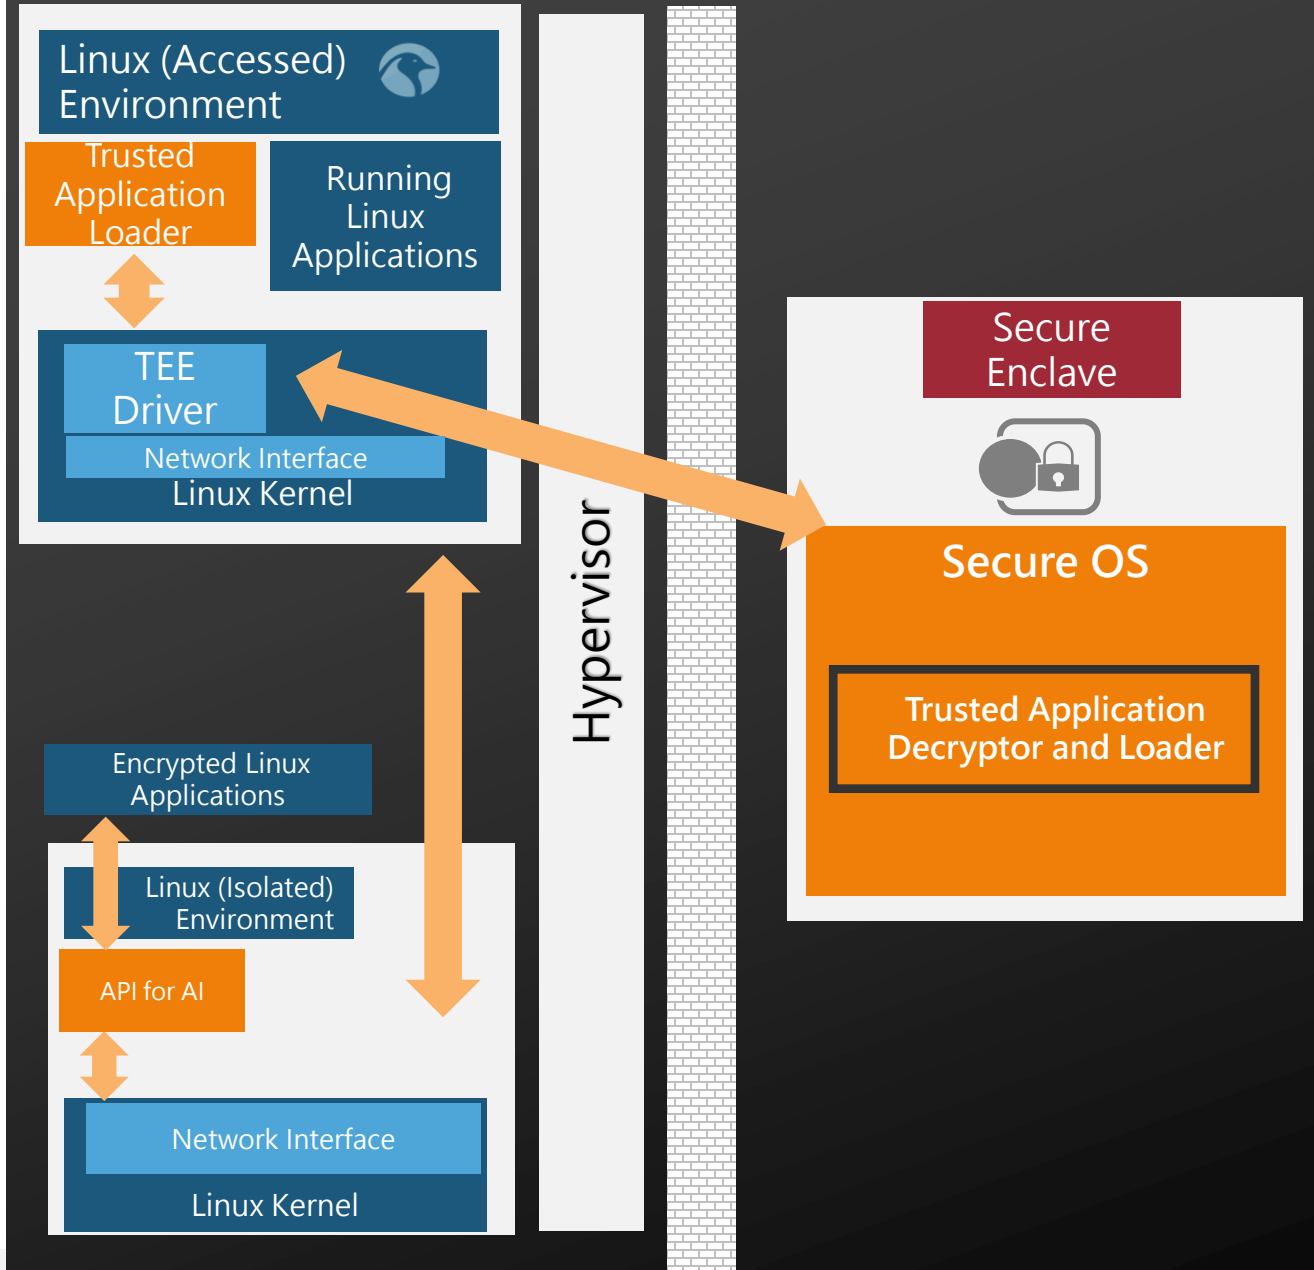 Linux (Accessed)
Environment
Trusted
Application
Loader
Running
Linux
Applications
TEE
Driver
Network Interface
Linux Kernel
Hypervisor
Secure
Enclave
Secure OS
Trusted Application
Decryptor and Loader
Encrypted Linux
Applications
Linux (Isolated)
Environment
API for AI
Network Interface
Linux Kernel